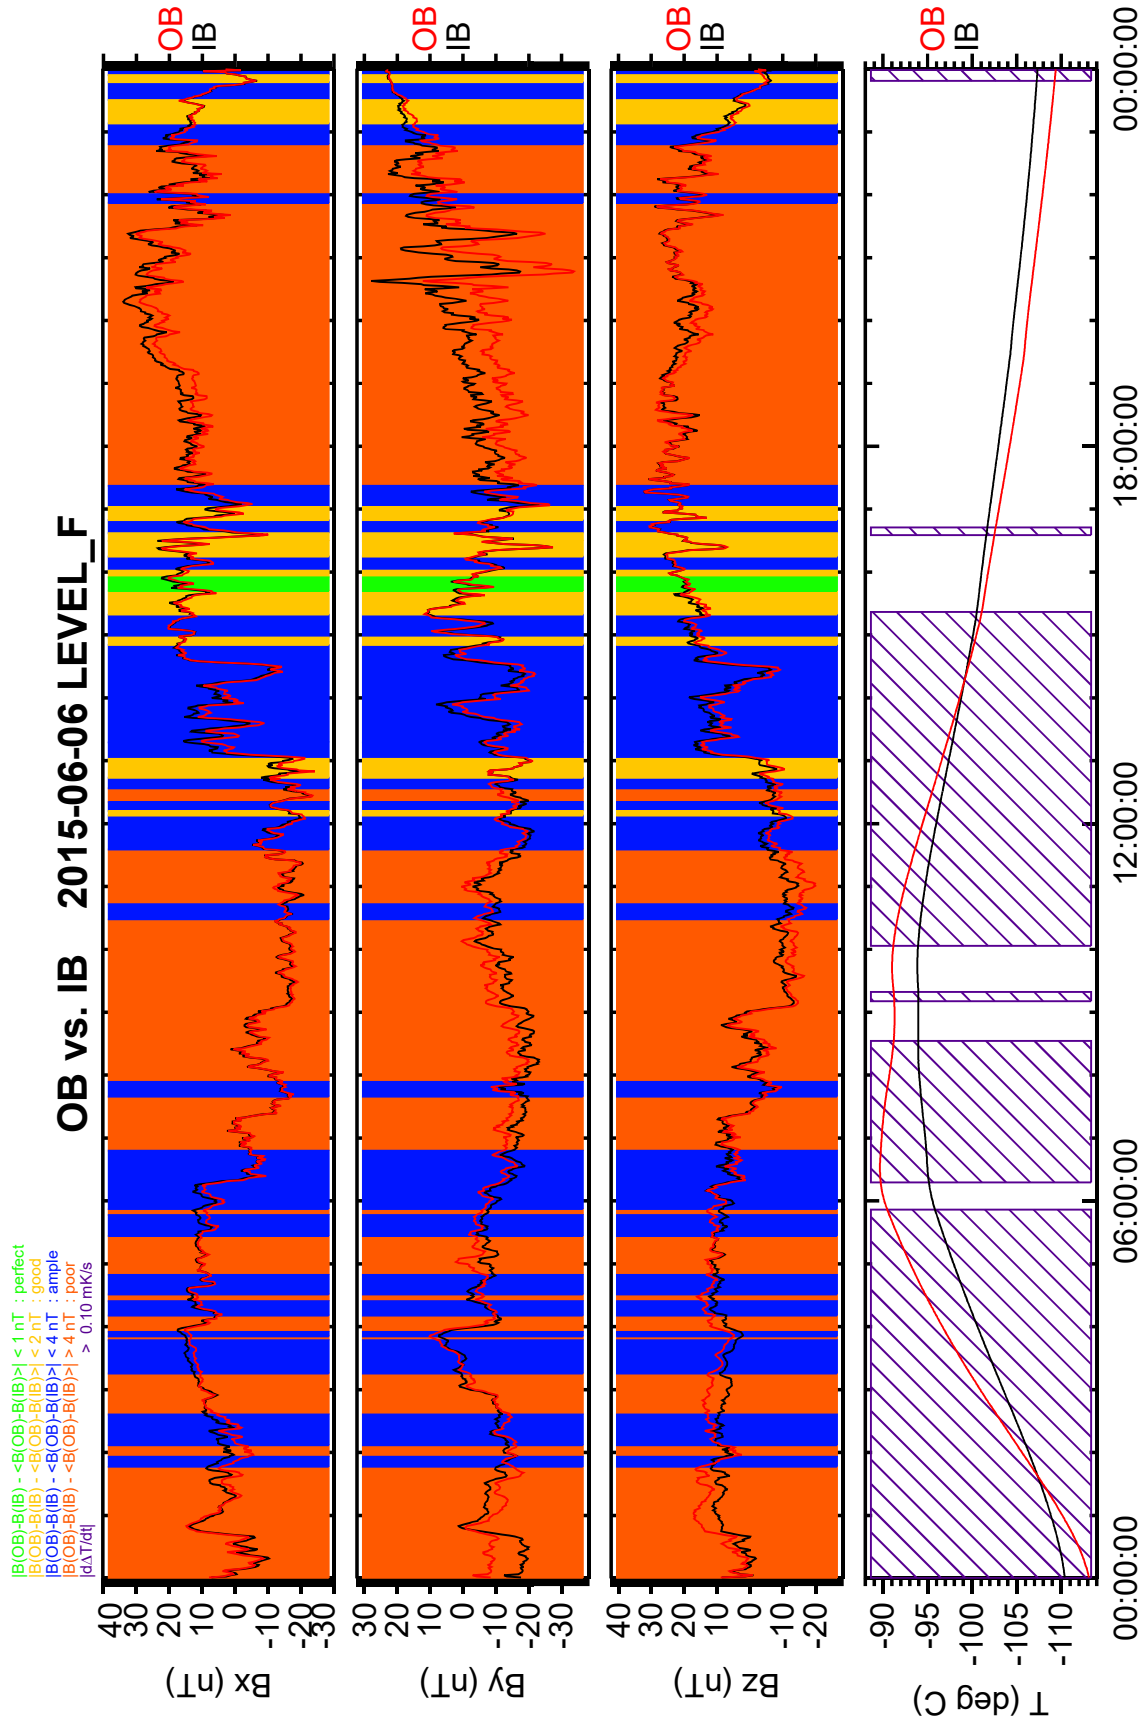 OB vs. IB 2015-06-06 LEVEL_F
|B(OB)-B(IB) - <B(OB)-B(IB)>| < 1 nT : perfect
|B(OB)-B(IB) - <B(OB)-B(IB)>| < 2 nT : good
|B(OB)-B(IB) - <B(OB)-B(IB)>| < 4 nT : ample
|B(OB)-B(IB) - <B(OB)-B(IB)>| > 4 nT : poor
|dΔT/dt| > 0.10 mK/s
Bx (nT)
40
30
20
10
0
-10
-20
-30
OB
IB
By (nT)
30
20
10
0
-10
-20
-30
OB
IB
Bz (nT)
40
30
20
10
0
-10
-20
OB
IB
T (deg C)
-90
-95
-100
-105
-110
OB
IB
00:00:00 06:00:00 12:00:00 18:00:00 00:00:00